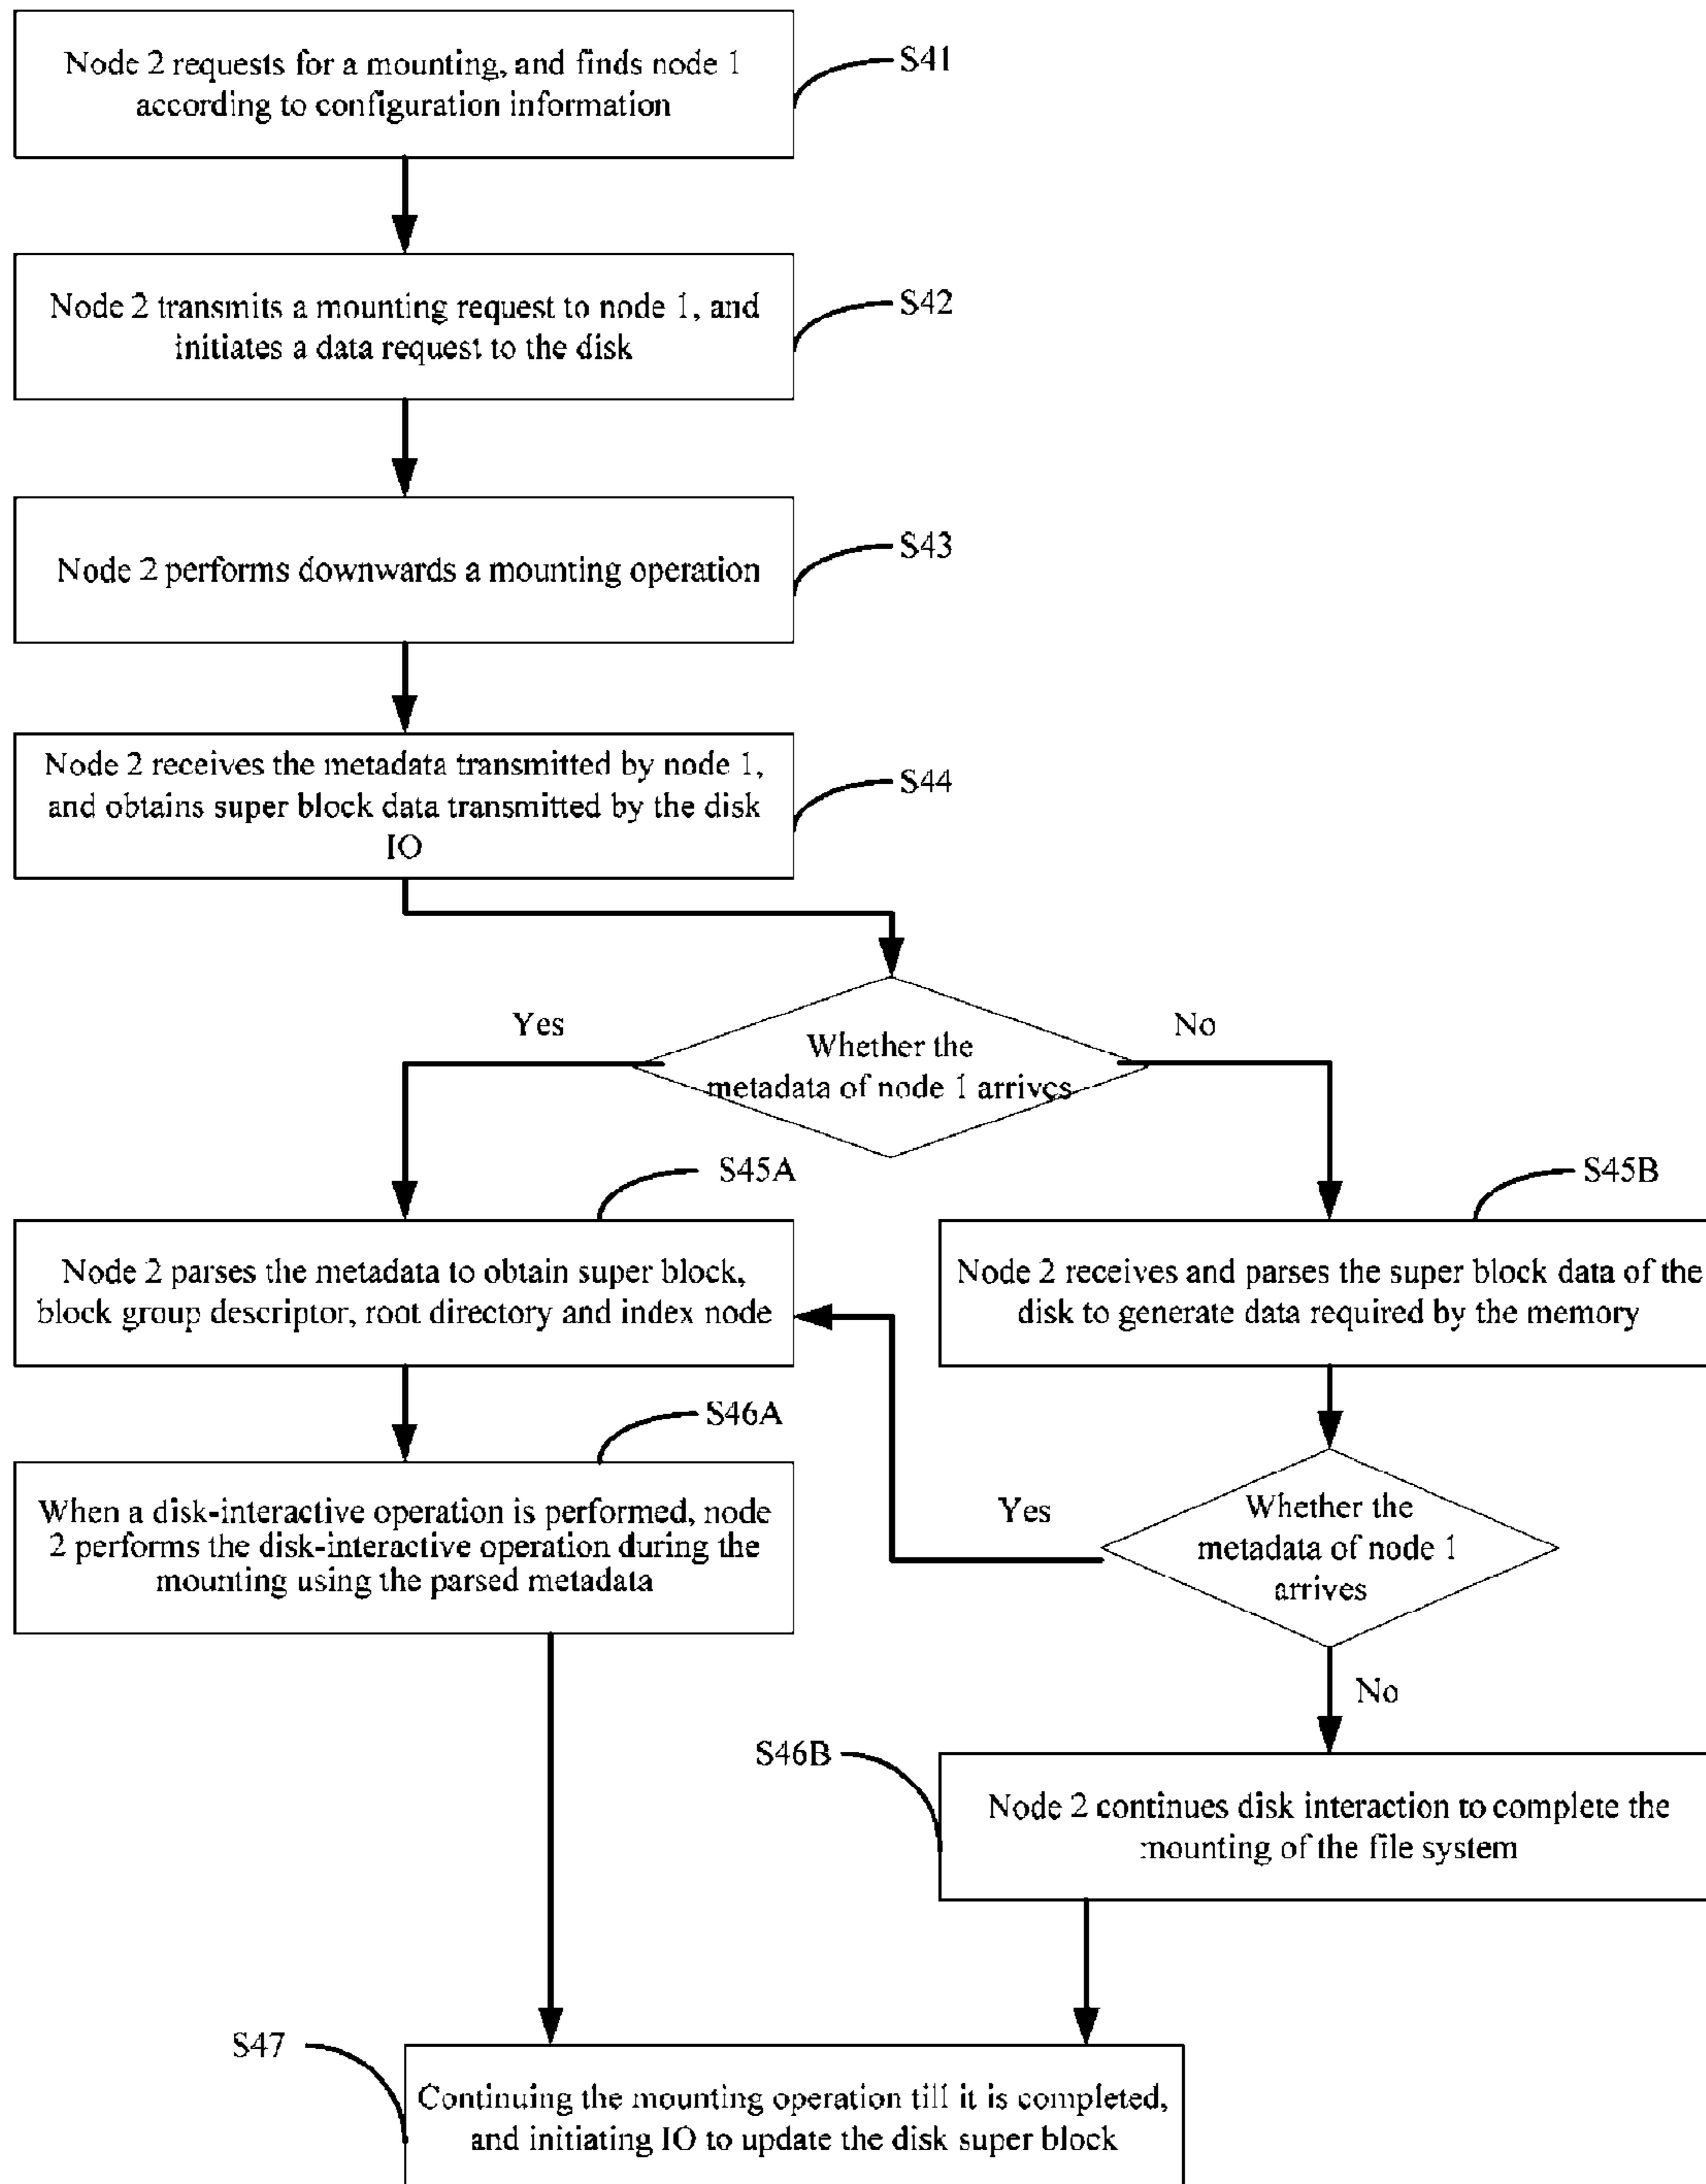 Node 2 requests for a mounting, and finds node 1
according to configuration information
S41
Node 2 transmits a mounting request to node 1, and
initiates a data request to the disk
S42
Node 2 performs downwards a mounting operation
S43
Node 2 receives the metadata transmitted by node 1,
and obtains super block data transmitted by the disk
IO
S44
Yes
Whether the
metadata of node 1 arrives
No
S45A
Node 2 parses the metadata to obtain super block,
block group descriptor, root directory and index node
S45B
Node 2 receives and parses the super block data of the
disk to generate data required by the memory
S46A
When a disk-interactive operation is performed, node
2 performs the disk-interactive operation during the
mounting using the parsed metadata
Yes
Whether the
metadata of node 1
arrives
No
S46B
Node 2 continues disk interaction to complete the
mounting of the file system
S47
Continuing the mounting operation till it is completed,
and initiating IO to update the disk super block